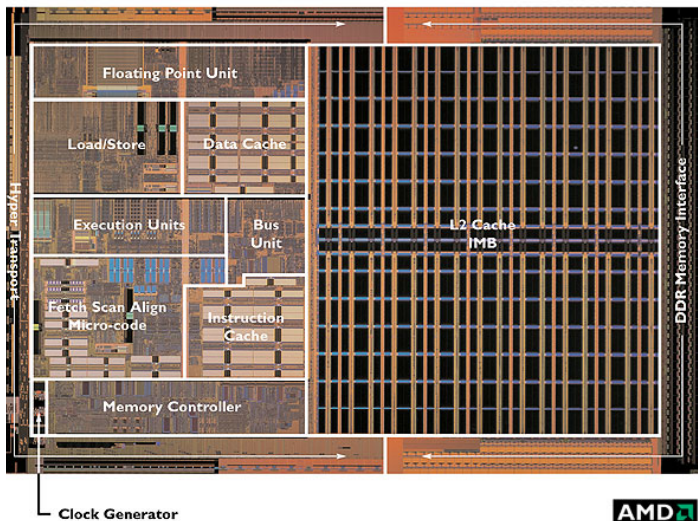 Floating Point Unit
Load/Store
Data Cache
Hyper Transport
Execution Units
Bus
Unit
L2 Cache
IMB
DDR Memory Interface
Fetch Scan Align
Micro-code
Instruction
Cache
Memory Controller
Clock Generator
AMD